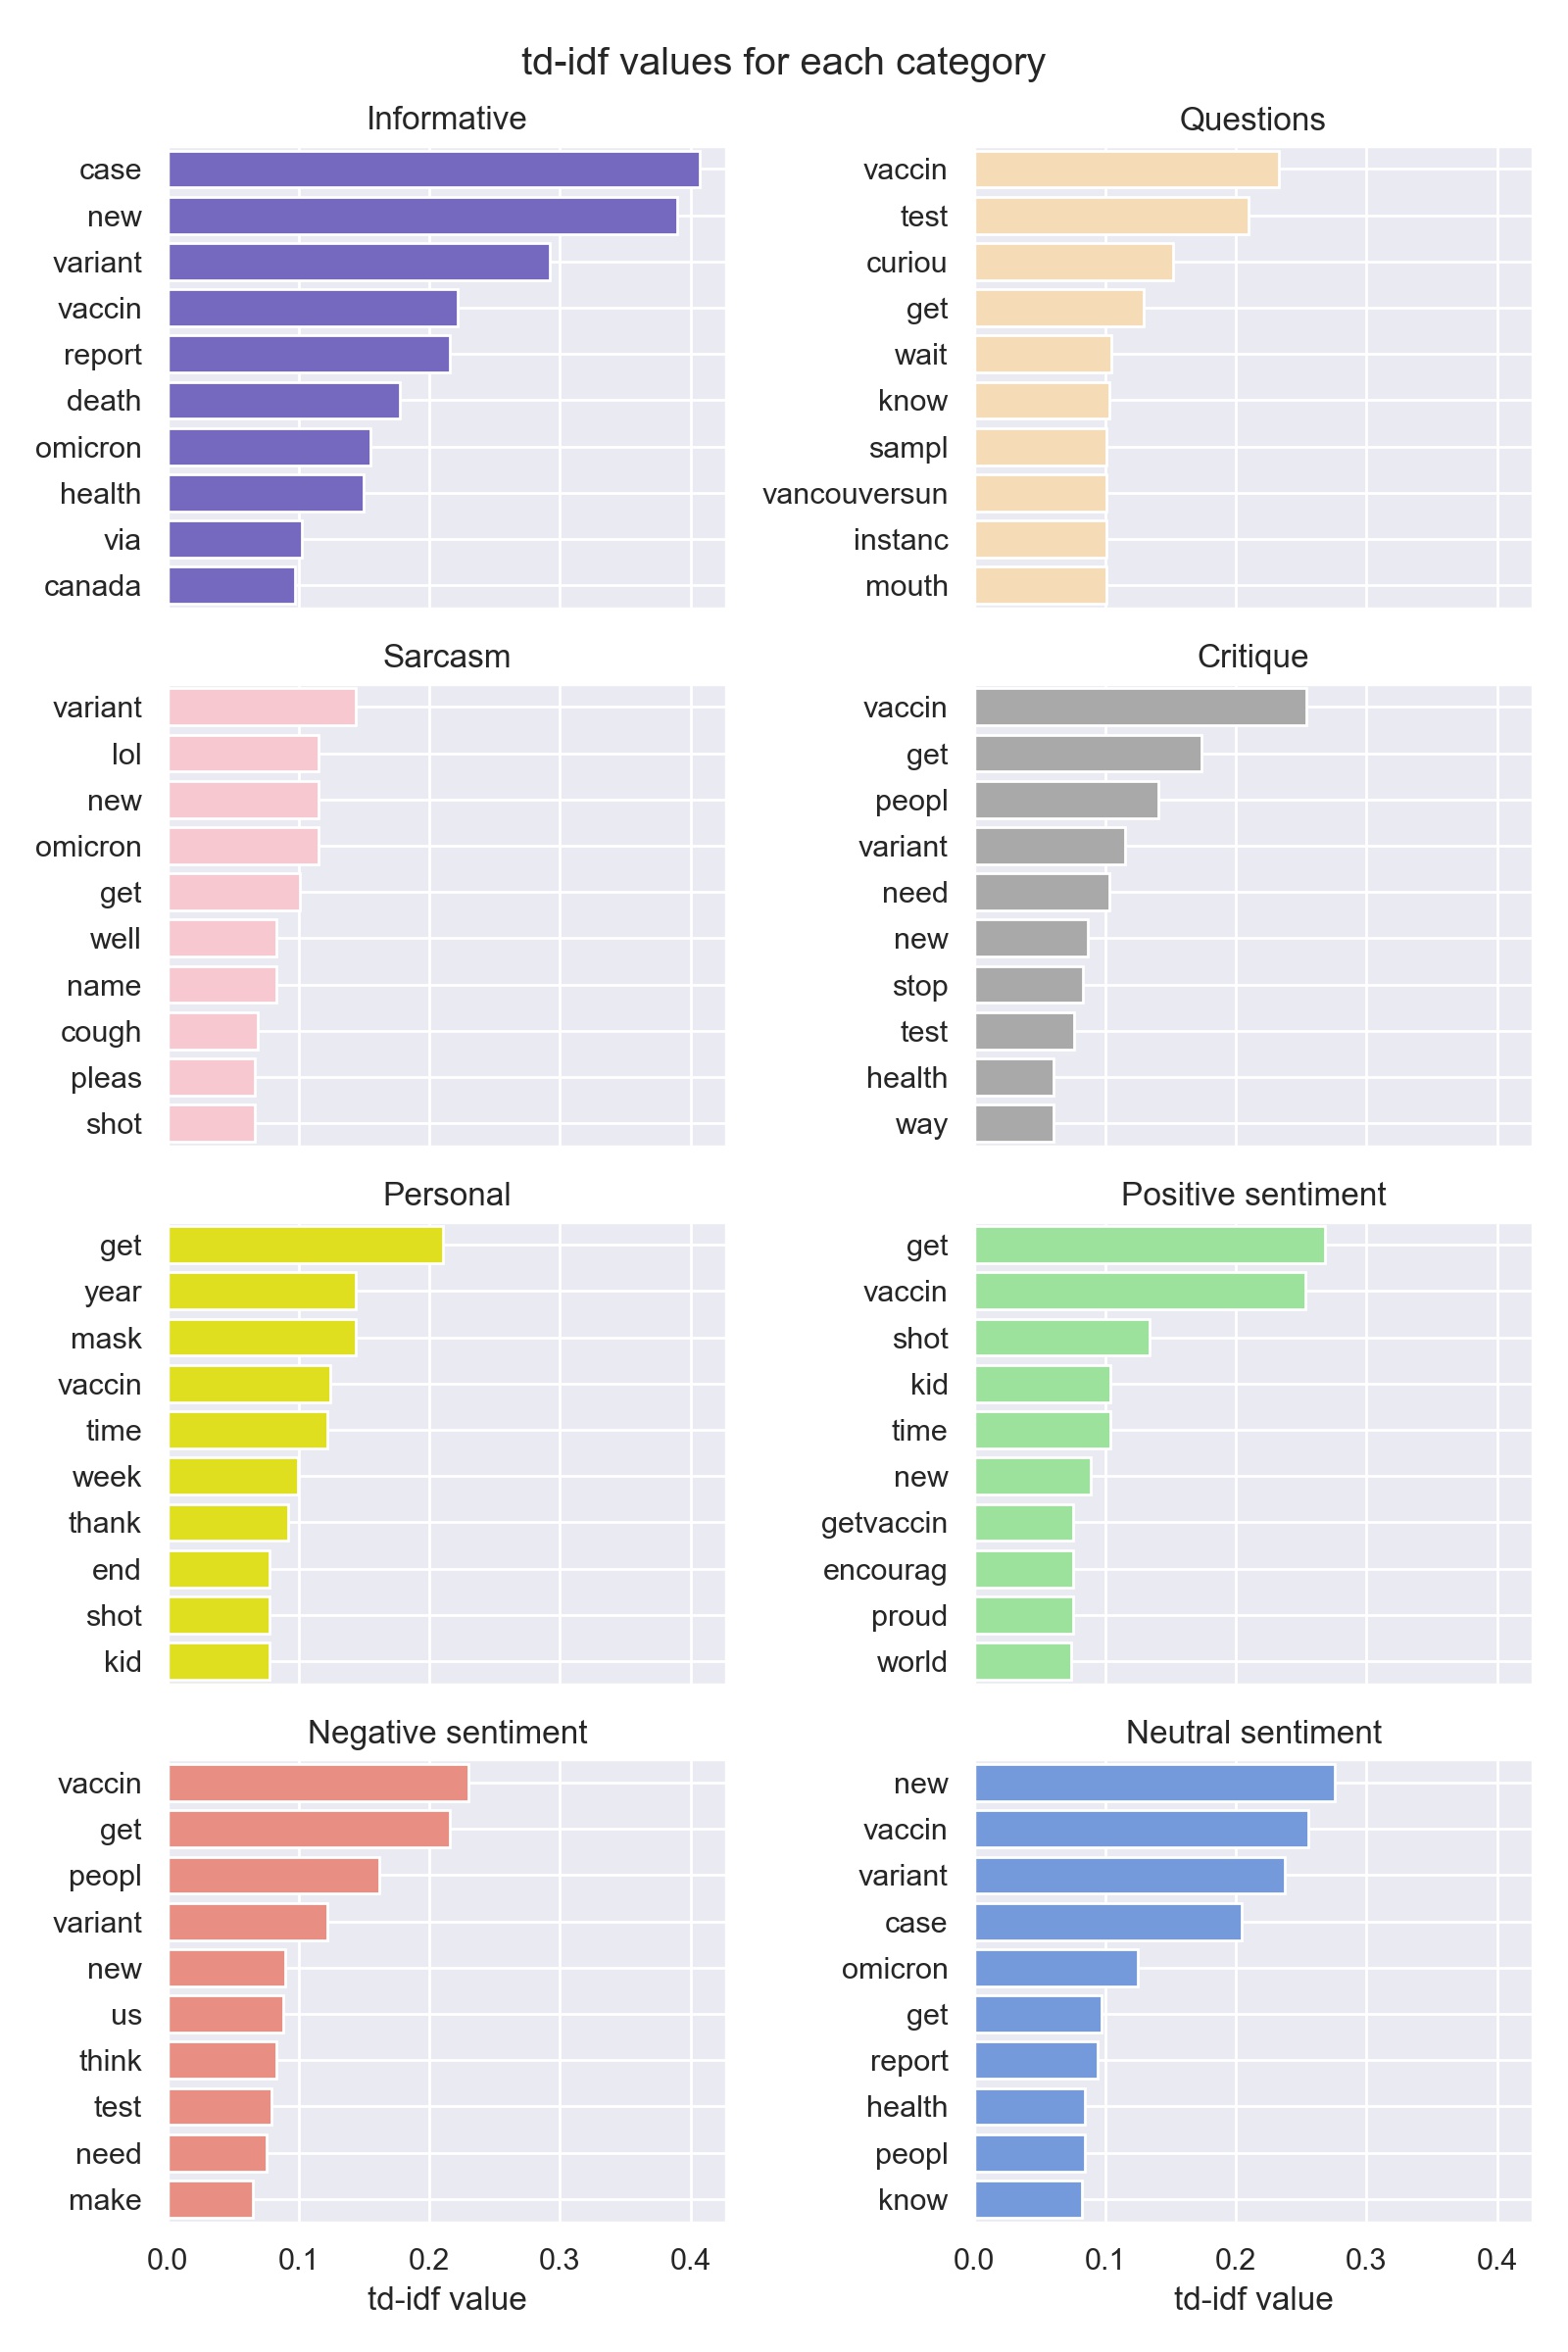 td-idf values for each category
Informative
case
new
variant
vaccin
report
death
omicron
health
via
canada
Questions
vaccin
test
curiou
get
wait
know
sampl
vancouversun
instanc
mouth
Sarcasm
variant
lol
new
omicron
get
well
name
cough
pleas
shot
Critique
vaccin
get
peopl
variant
need
new
stop
test
health
way
Personal
get
year
mask
vaccin
time
week
thank
end
shot
kid
Positive sentiment
get
vaccin
shot
kid
time
new
getvaccin
encourag
proud
world
Negative sentiment
vaccin
get
peopl
variant
new
us
think
test
need
make
0.0 0.1 0.2 0.3 0.4
td-idf value
Neutral sentiment
new
vaccin
variant
case
omicron
get
report
health
peopl
know
0.0 0.1 0.2 0.3 0.4
td-idf value